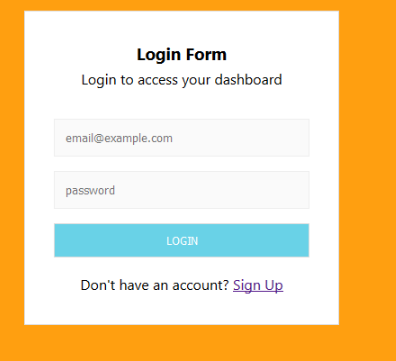 Login Form
Login to access your dashboard
email@example.com
password
LOGIN
Don't have an account? Sign Up